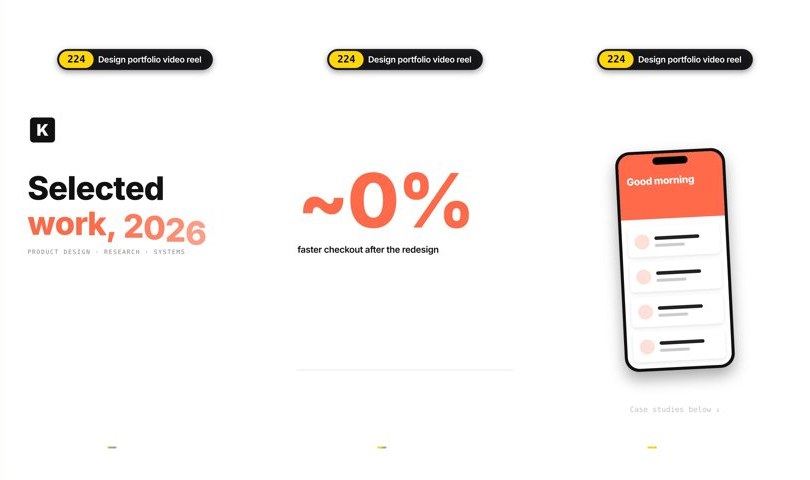 224 Design portfolio video reel
K
Selected
work, 2026
PRODUCT DESIGN · RESEARCH · SYSTEMS
224 Design portfolio video reel
~0%
faster checkout after the redesign
224 Design portfolio video reel
Good morning
Case studies below ↓